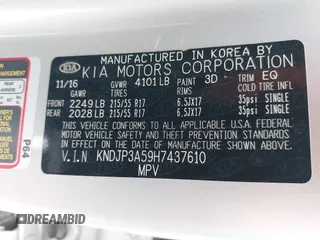 MANUFACTURED IN KOREA BY
KIA KIA MOTORS CORPORATION
11/16 GVWR 4101LB PAINT 3D TRIM EQ
GAWR TIRES RIMS COLD TIRE INFL
FRONT 2249LB 215/55 R17 6.5JX17 35psi SINGLE
REAR 2028LB 215/55 R17 6.5JX17 35psi SINGLE
THIS VEHICLE CONFORMS TO ALL APPLICABLE FEDERAL
MOTOR VEHICLE SAFETY, BUMPER, AND THEFT PREVENTION
STANDARDS IN EFFECT ON THE DATE OF MANUFACTURE
SHOWN ABOVE.
V.I.N KNDJP3A59H7437610
MPV
P64
DREAMBID